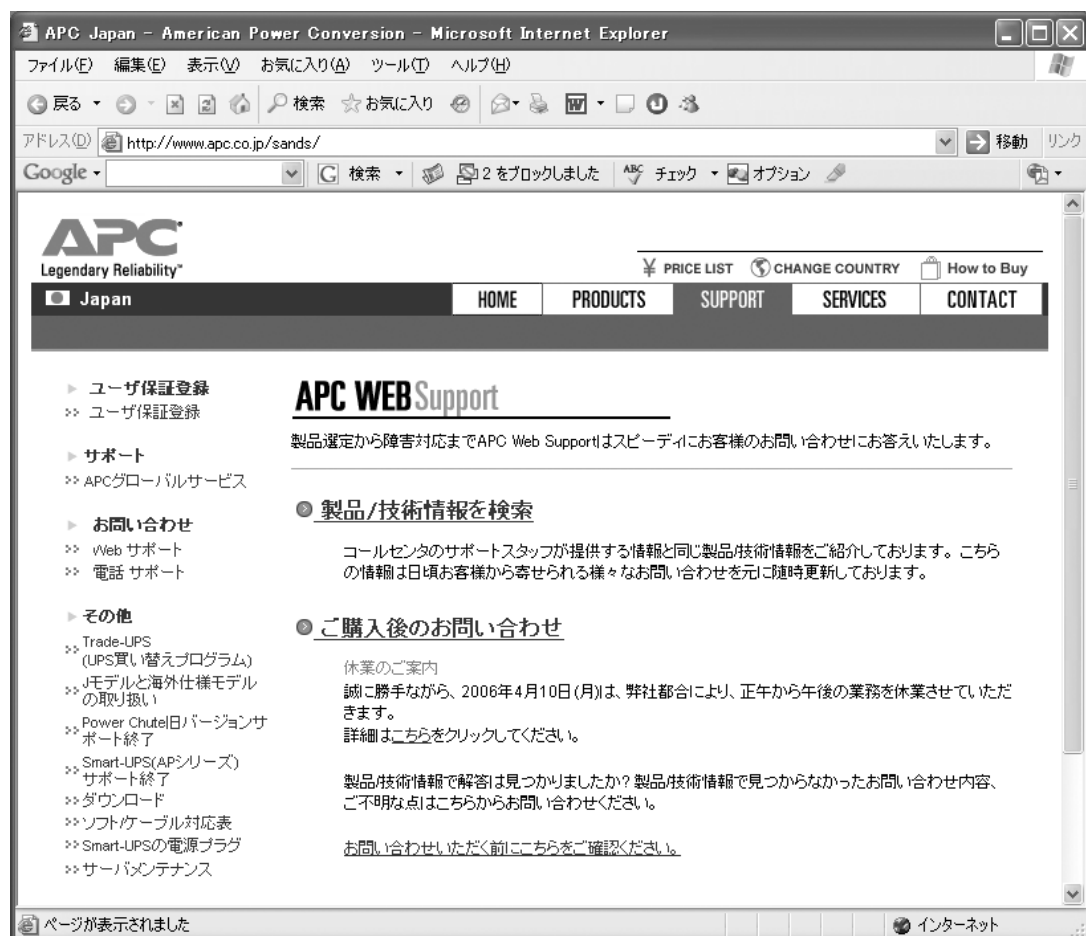 APC Japan - American Power Conversion - Microsoft Internet Explorer
ファイル(F) 編集(E) 表示(V) お気に入り(A) ツール(T) ヘルプ(H)
戻る 検索 お気に入り
アドレス(D) http://www.apc.co.jp/sands/ 移動 リンク
Google 検索 2 をブロックしました ABC チェック オプション
APC
Legendary Reliability™
¥ PRICE LIST CHANGE COUNTRY How to Buy
Japan HOME PRODUCTS SUPPORT SERVICES CONTACT
ユーザ保証登録
>> ユーザ保証登録
サポート
>> APCグローバルサービス
お問い合わせ
>> Web サポート
>> 電話 サポート
その他
>> Trade-UPS
(UPS買い替えプログラム)
>> Jモデルと海外仕様モデル
の取り扱い
>> Power Chute旧バージョンサ
ポート終了
>> Smart-UPS(APシリーズ)
サポート終了
>> ダウンロード
>> ソフト/ケーブル対応表
>> Smart-UPSの電源プラグ
>> サーバメンテナンス
APC WEB Support
製品選定から障害対応までAPC Web Supportはスピーディにお客様のお問い合わせにお答えいたします。
製品/技術情報を検索
コールセンタのサポートスタッフが提供する情報と同じ製品/技術情報をご紹介しております。こちら
の情報は日頃お客様から寄せられる様々なお問い合わせを元に随時更新しております。
ご購入後のお問い合わせ
休業のご案内
誠に勝手ながら、2006年4月10日(月)は、弊社都合により、正午から午後の業務を休業させていただ
きます。
詳細はこちらをクリックしてください。
製品/技術情報で解答は見つかりましたか?製品/技術情報で見つからなかったお問い合わせ内容、
ご不明な点はこちらからお問い合わせください。
お問い合わせいただく前にこちらをご確認ください。
ページが表示されました インターネット